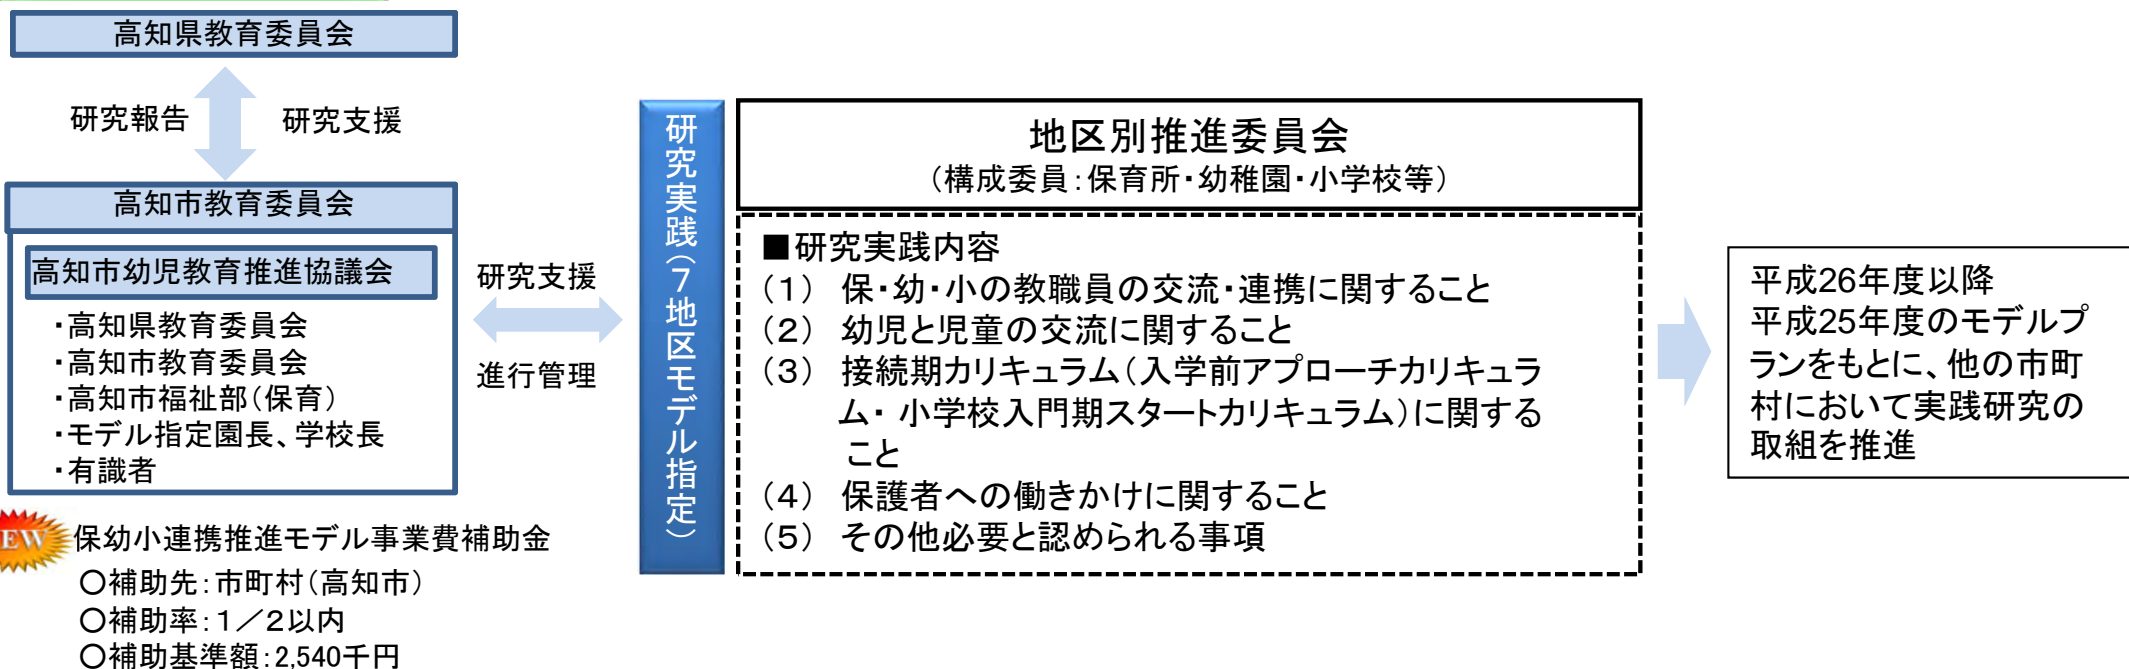 高知県教育委員会
研究報告
研究支援
高知市教育委員会
高知市幼児教育推進協議会
・高知県教育委員会
・高知市教育委員会
・高知市福祉部(保育)
・モデル指定園長、学校長
・有識者
研究支援
進行管理
研究実践(7地区モデル指定)
地区別推進委員会
(構成委員:保育所・幼稚園・小学校等)
■研究実践内容
(1) 保・幼・小の教職員の交流・連携に関すること
(2) 幼児と児童の交流に関すること
(3) 接続期カリキュラム(入学前アプローチカリキュラ
ム・ 小学校入門期スタートカリキュラム)に関する
こと
(4) 保護者への働きかけに関すること
(5) その他必要と認められる事項
平成26年度以降
平成25年度のモデルプ
ランをもとに、他の市町
村において実践研究の
取組を推進
EW
保幼小連携推進モデル事業費補助金
○補助先:市町村(高知市)
○補助率:1/2以内
○補助基準額:2,540千円